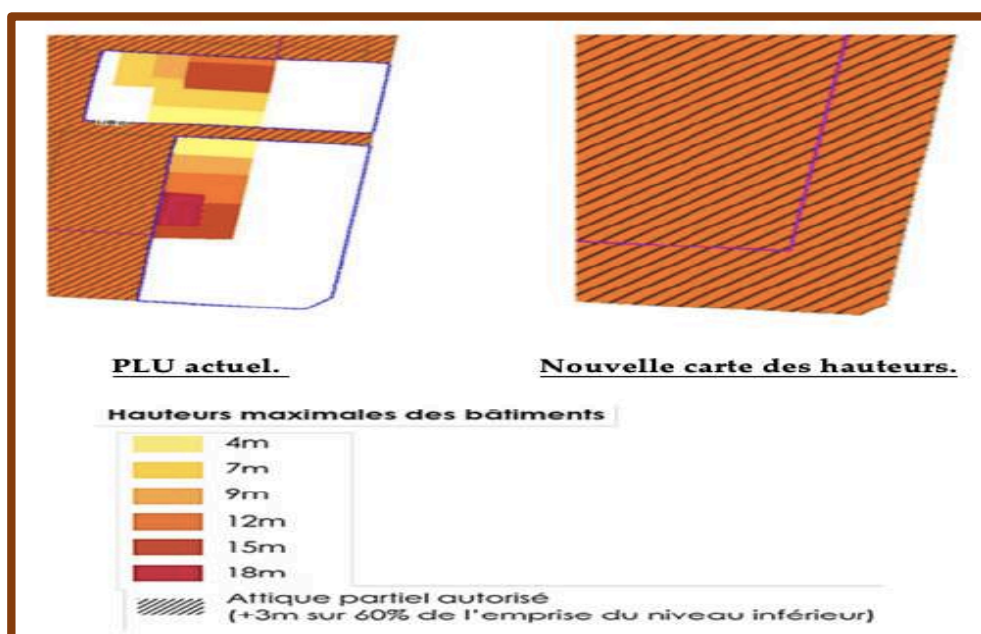 PLU actuel.
Nouvelle carte des hauteurs.
Hauteurs maximales des bâtiments
4m
7m
9m
12m
15m
18m
Attique partiel autorisé
(+3m sur 60% de l'emprise du niveau inférieur)